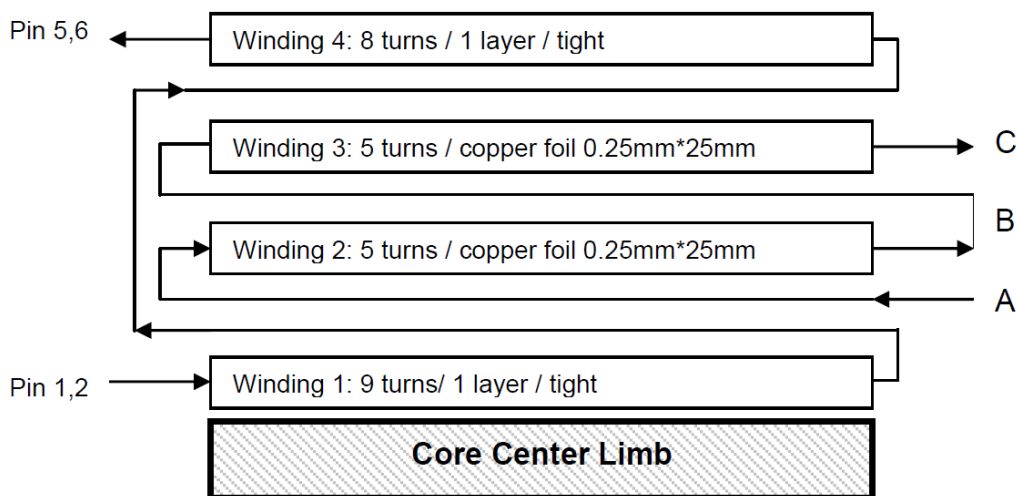 Pin 5,6
Winding 4: 8 turns / 1 layer / tight
Winding 3: 5 turns / copper foil 0.25mm*25mm
C
B
Winding 2: 5 turns / copper foil 0.25mm*25mm
A
Pin 1,2
Winding 1: 9 turns/ 1 layer / tight
Core Center Limb